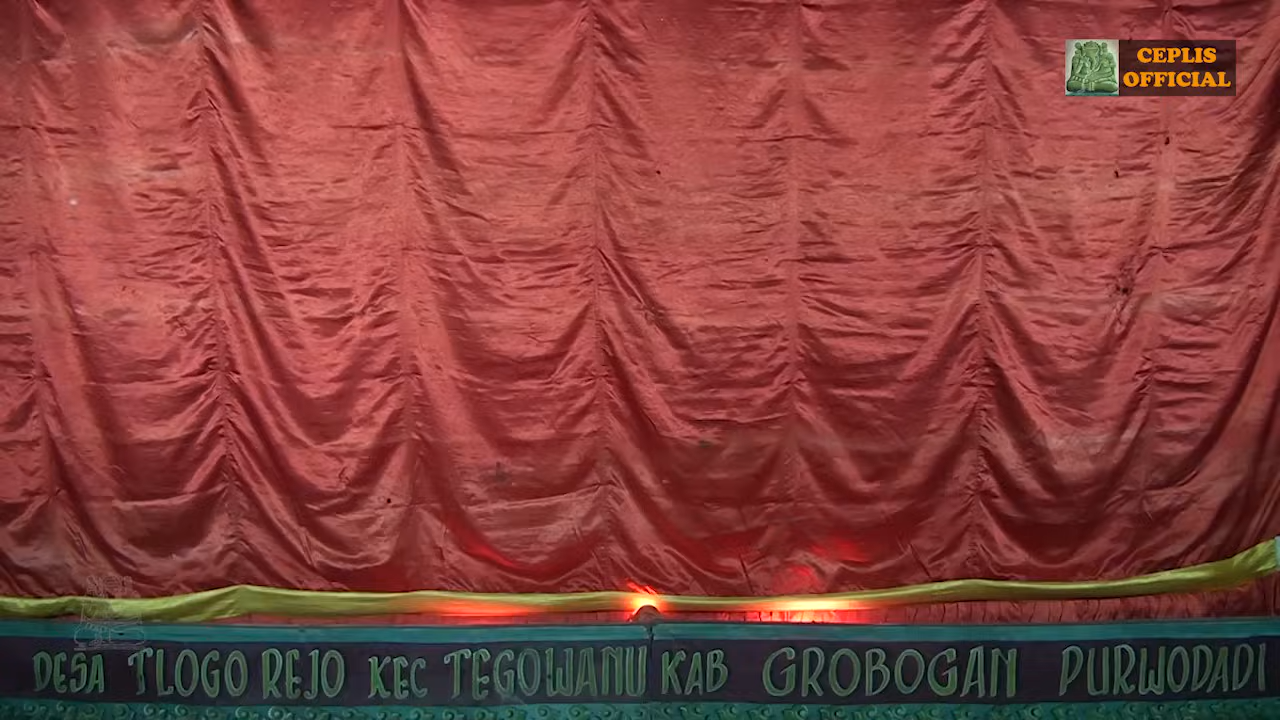 CEPLIS
OFFICIAL
DESA TLOGO REJO KEC TEGOWANU KAB GROBOGAN PURWODADI